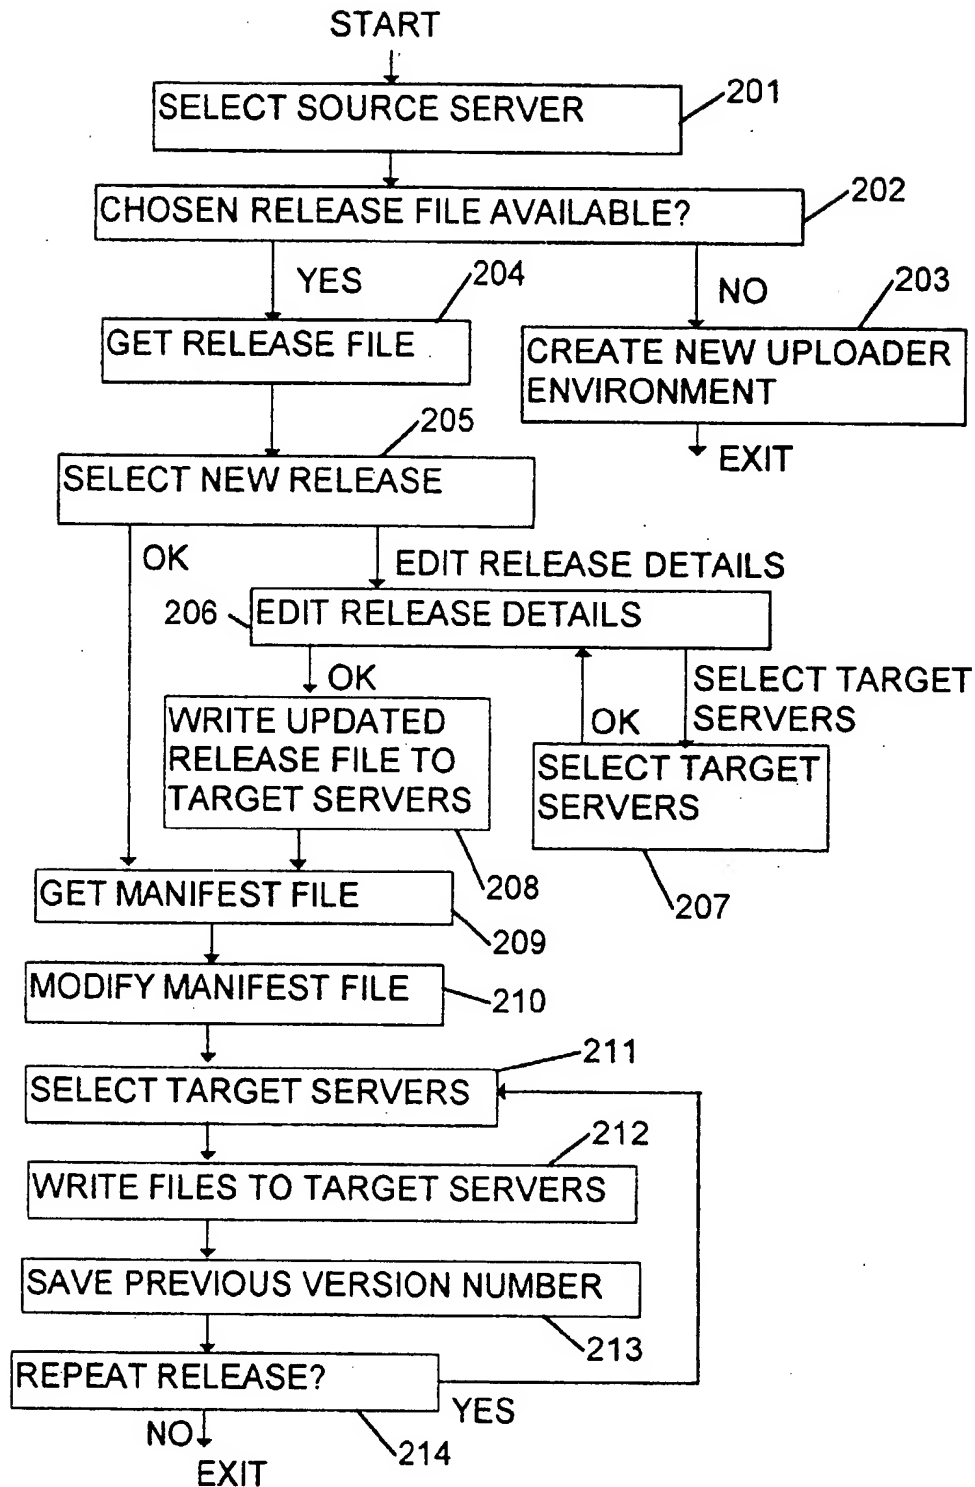 START
SELECT SOURCE SERVER
201
CHOSEN RELEASE FILE AVAILABLE?
202
YES
204
NO
203
GET RELEASE FILE
CREATE NEW UPLOADER
ENVIRONMENT
205
EXIT
SELECT NEW RELEASE
OK
EDIT RELEASE DETAILS
206
EDIT RELEASE DETAILS
OK
SELECT TARGET
SERVERS
OK
WRITE UPDATED
RELEASE FILE TO
TARGET SERVERS
SELECT TARGET
SERVERS
208
207
GET MANIFEST FILE
209
MODIFY MANIFEST FILE
210
211
SELECT TARGET SERVERS
212
WRITE FILES TO TARGET SERVERS
SAVE PREVIOUS VERSION NUMBER
213
REPEAT RELEASE?
YES
NO
214
EXIT